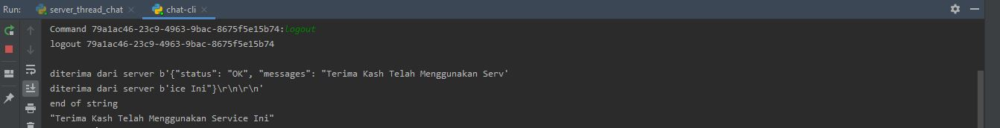 Run: server_thread_chat chat-cli
Command 79a1ac46-23c9-4963-9bac-8675f5e15b74:logout
logout 79a1ac46-23c9-4963-9bac-8675f5e15b74
diterima dari server b'{"status": "OK", "messages": "Terima Kash Telah Menggunakan Serv'
diterima dari server b'ice Ini"}\r\n\r\n'
end of string
"Terima Kash Telah Menggunakan Service Ini"